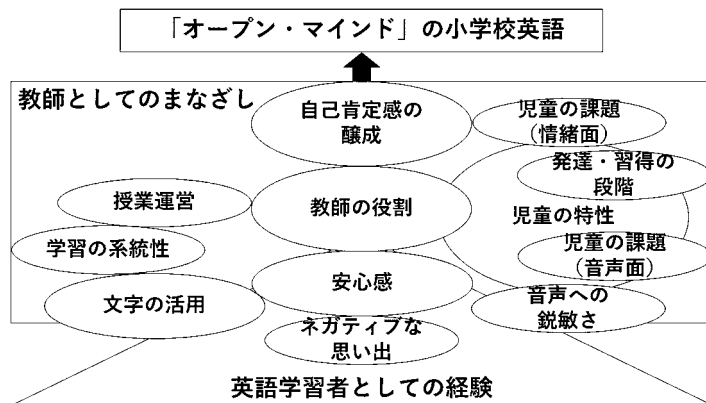 「オープン・マインド」の小学校英語
教師としてのまなざし
自己肯定感の
醸成
児童の課題
（情緒面）
発達・習得の
段階
授業運営
教師の役割
児童の特性
学習の系統性
児童の課題
（音声面）
文字の活用
安心感
音声への
鋭敏さ
ネガティブな
思い出
英語学習者としての経験